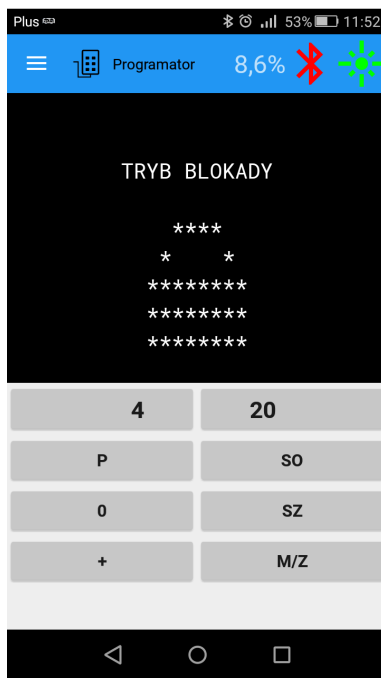 Plus 53% 11:52
Programator 8,6%
TRYB BLOKADY
****
* *
********
********
********
4 20
P SO
0 SZ
+ M/Z